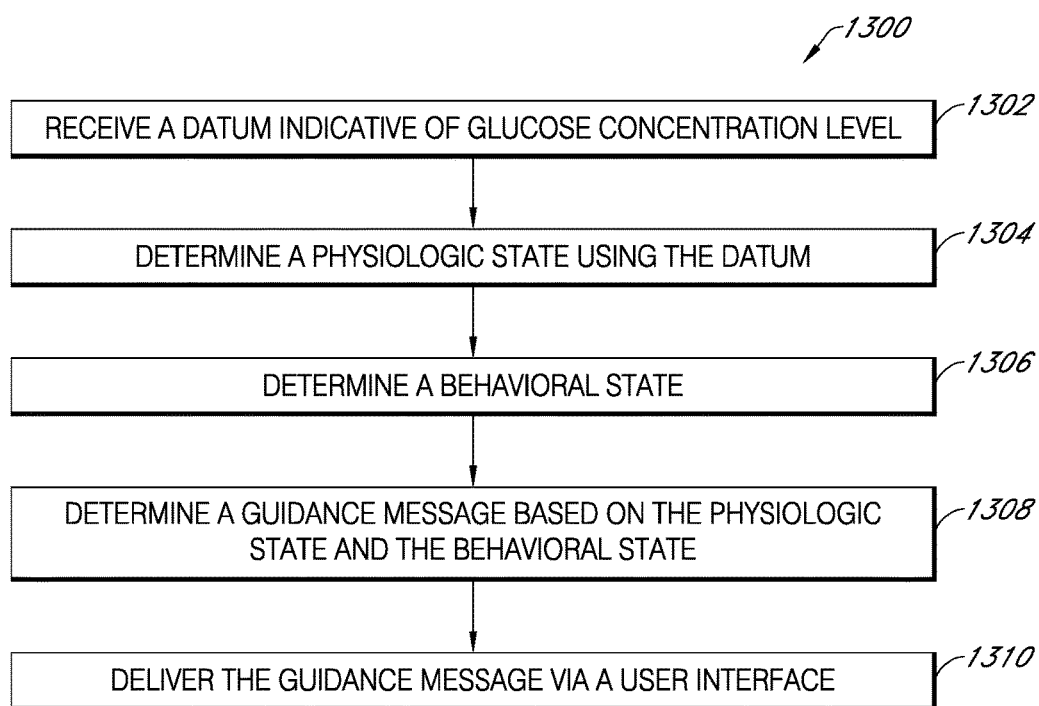 1300
RECEIVE A DATUM INDICATIVE OF GLUCOSE CONCENTRATION LEVEL
1302
DETERMINE A PHYSIOLOGIC STATE USING THE DATUM
1304
DETERMINE A BEHAVIORAL STATE
1306
DETERMINE A GUIDANCE MESSAGE BASED ON THE PHYSIOLOGIC
STATE AND THE BEHAVIORAL STATE
1308
DELIVER THE GUIDANCE MESSAGE VIA A USER INTERFACE
1310